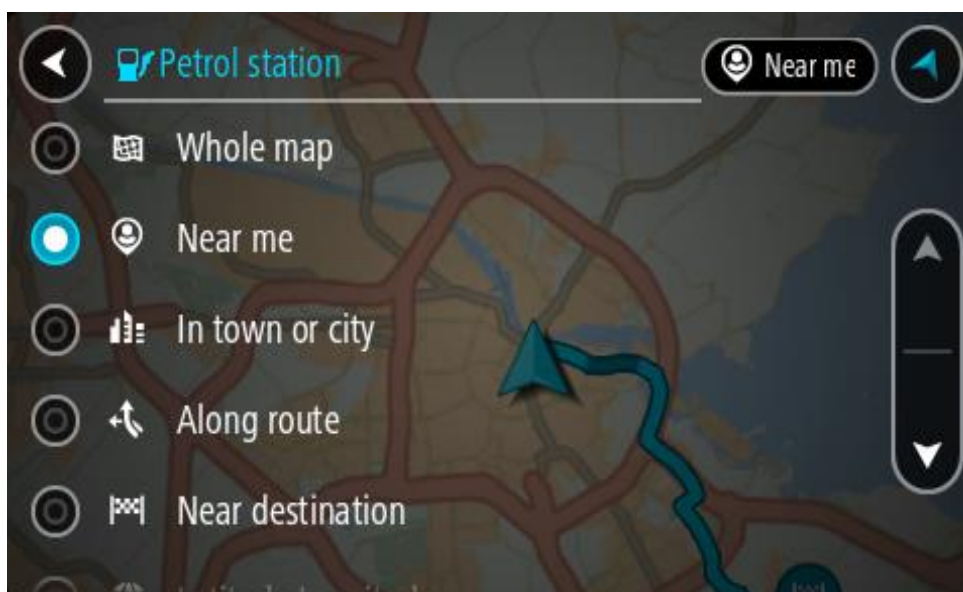 Petrol station
Near me
Whole map
Near me
In town or city
Along route
Near destination